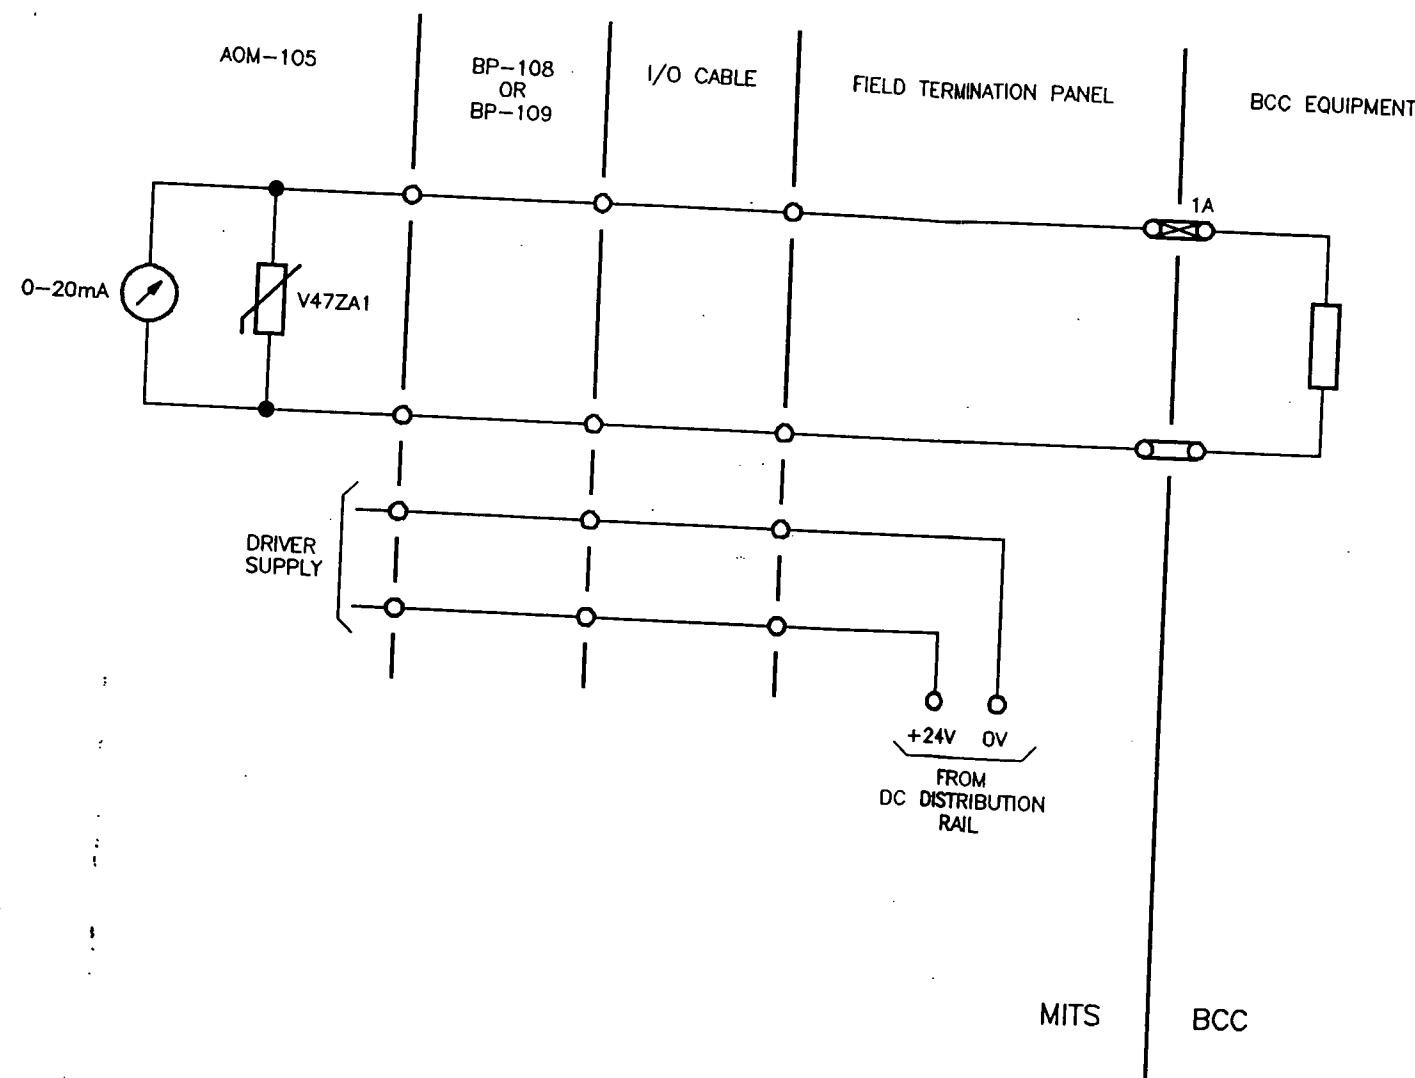 AOM-105
BP-108
OR
BP-109
I/O CABLE
FIELD TERMINATION PANEL
BCC EQUIPMENT
1A
0-20mA
V47ZA1
DRIVER
SUPPLY
+24V
0V
FROM
DC DISTRIBUTION
RAIL
MITS
BCC